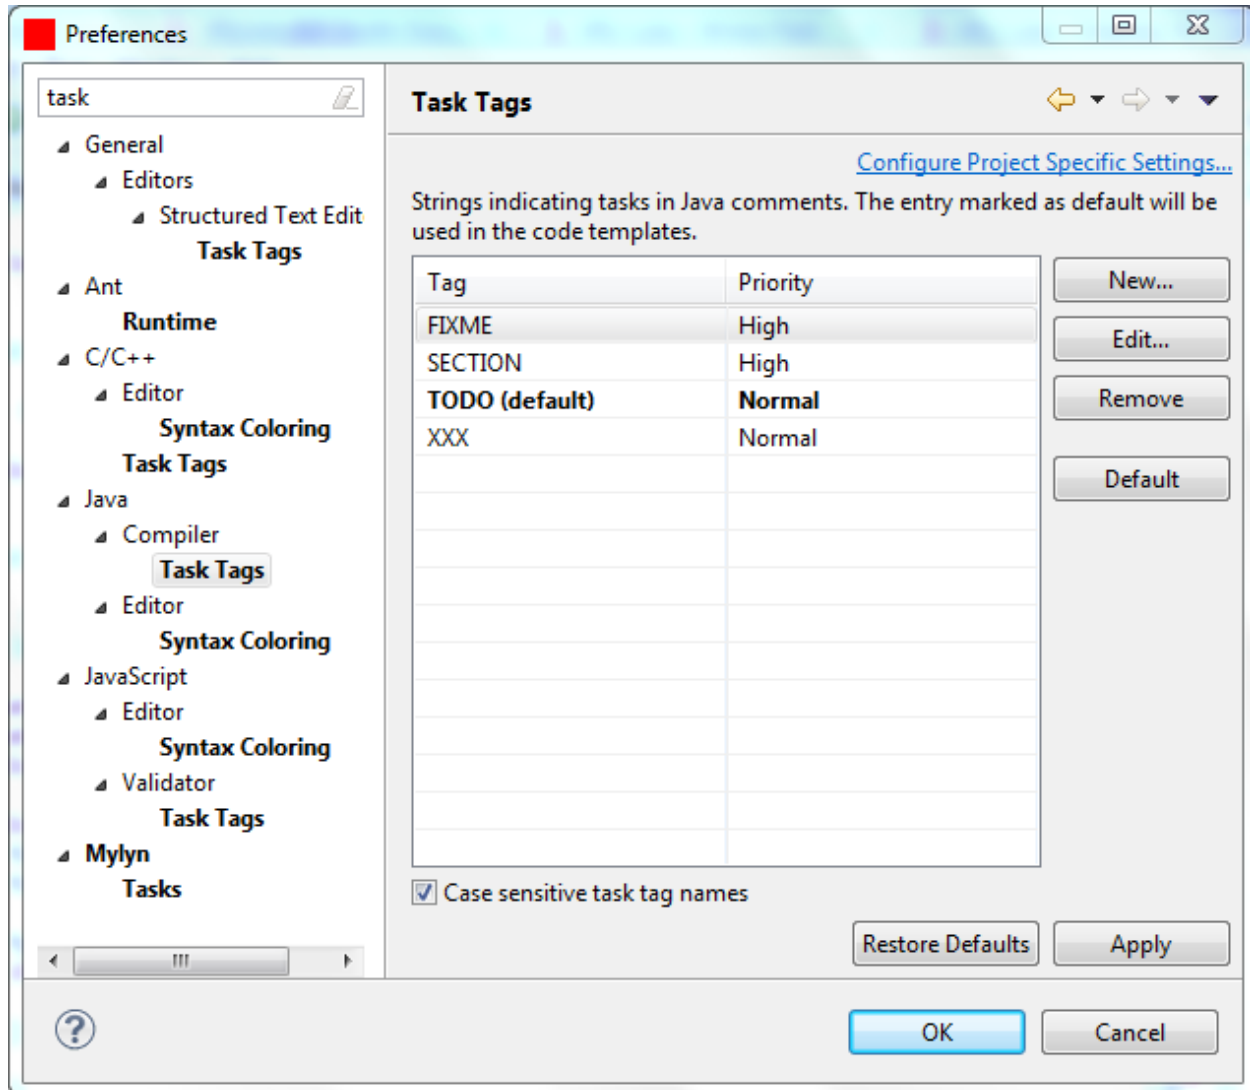 Preferences
task
General
Editors
Structured Text Edit
Task Tags
Ant
Runtime
C/C++
Editor
Syntax Coloring
Task Tags
Java
Compiler
Task Tags
Editor
Syntax Coloring
JavaScript
Editor
Syntax Coloring
Validator
Task Tags
Mylyn
Tasks
Task Tags
Configure Project Specific Settings...
Strings indicating tasks in Java comments. The entry marked as default will be
used in the code templates.
Tag Priority
FIXME High
SECTION High
TODO (default) Normal
XXX Normal
New...
Edit...
Remove
Default
Case sensitive task tag names
Restore Defaults Apply
OK Cancel